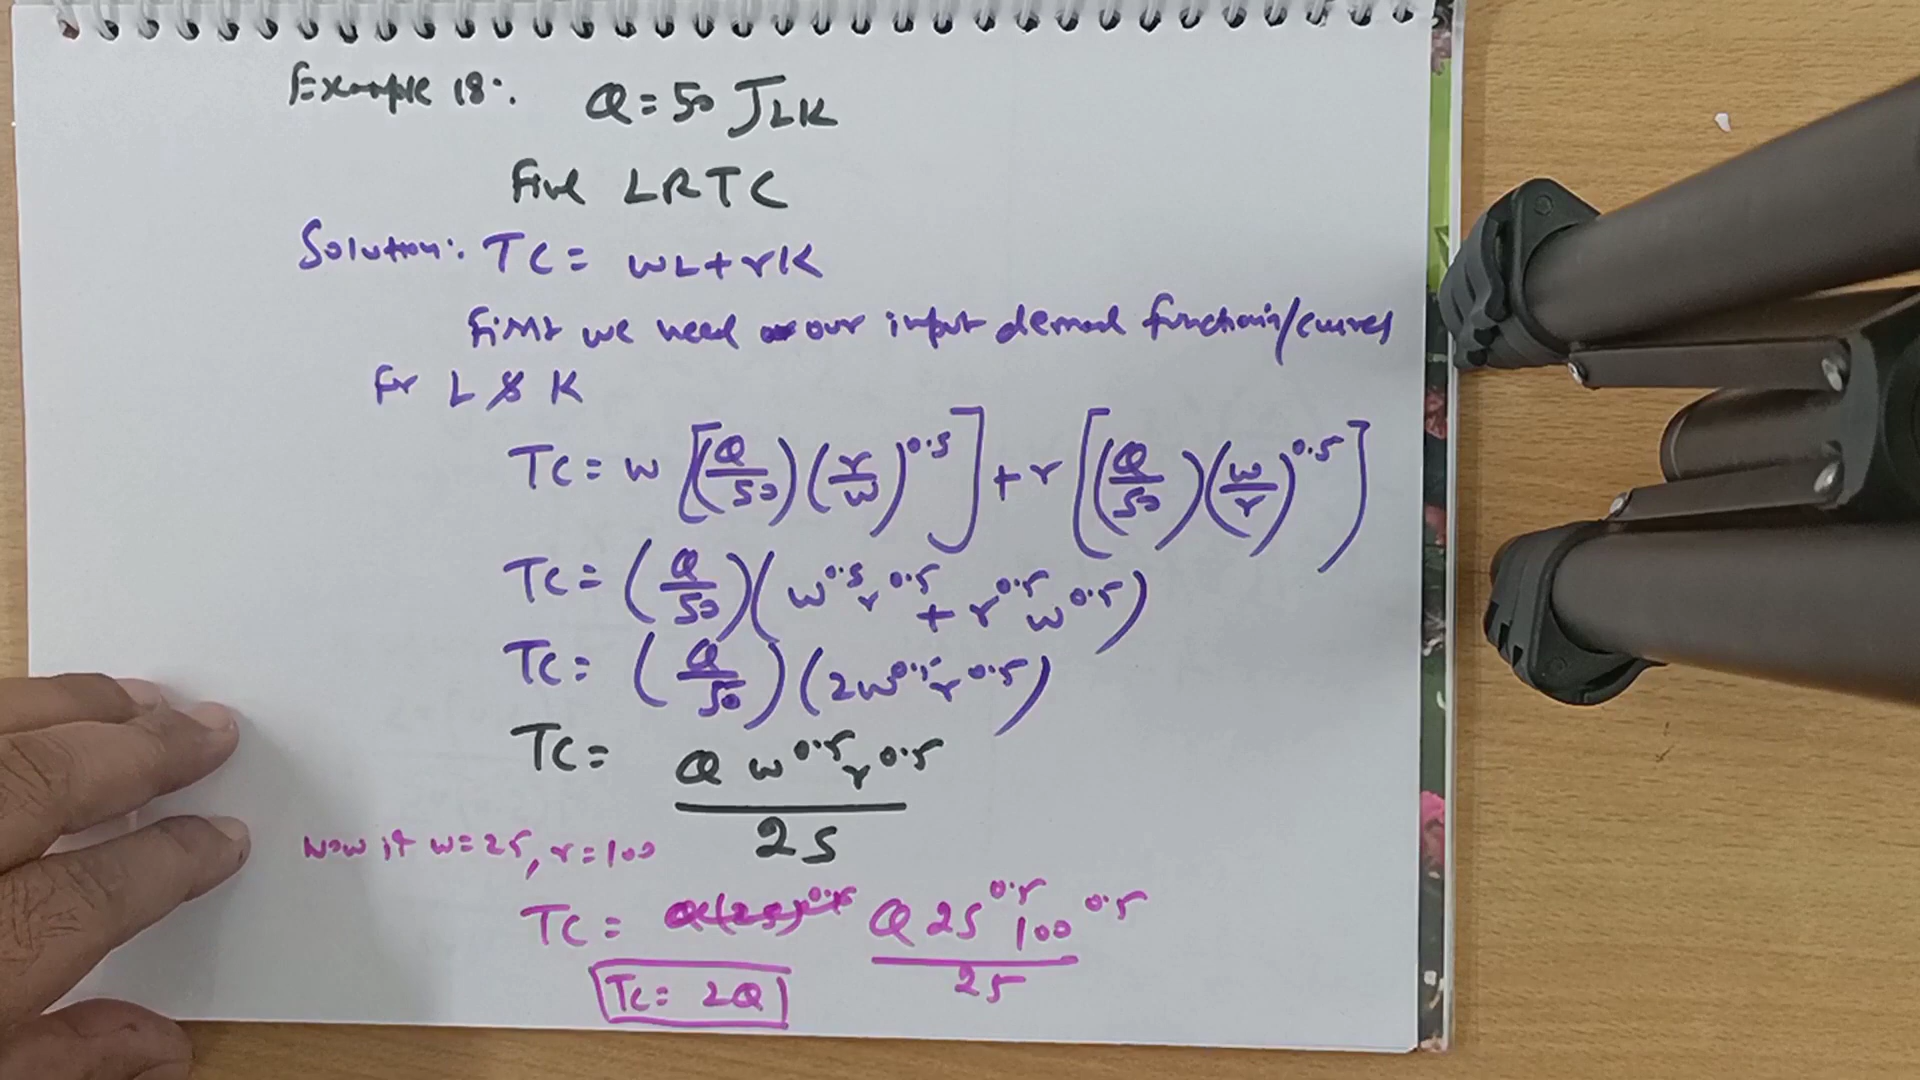 Example 18:. Q = 50 √LK
Find LRTC
Solution: TC = wL+rK
First we need our input demand function/curves
for L & K
TC = w [(Q/50)(r/w)^0.5] + r [(Q/50)(w/r)^0.5]
TC = (Q/50)(w^0.5 r^0.5 + r^0.5 w^0.5)
TC = (Q/50)(2w^0.5 r^0.5)
TC = Q w^0.5 r^0.5 / 25
Now if w=25, r=100
TC = Q 25^0.5 100^0.5 / 25
TC = 2Q